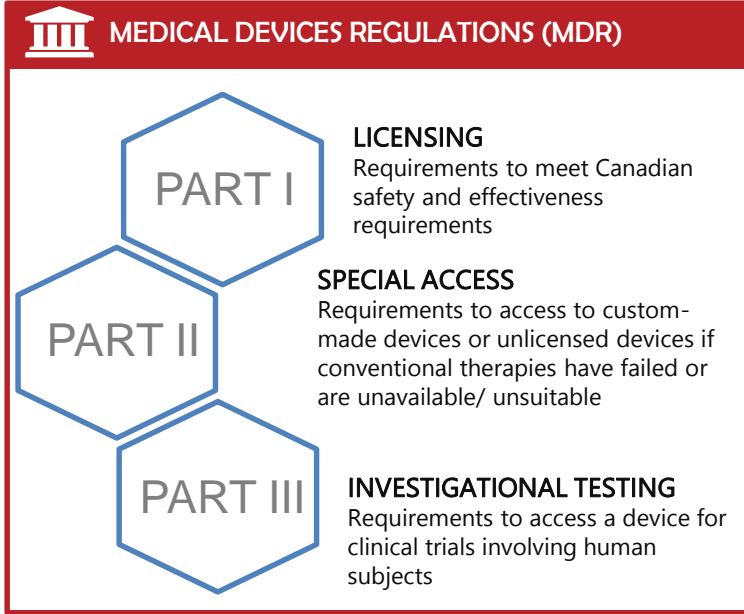 MEDICAL DEVICES REGULATIONS (MDR)
PART I
LICENSING
Requirements to meet Canadian
safety and effectiveness
requirements
PART II
SPECIAL ACCESS
Requirements to access to custom-
made devices or unlicensed devices if
conventional therapies have failed or
are unavailable/ unsuitable
PART III
INVESTIGATIONAL TESTING
Requirements to access a device for
clinical trials involving human
subjects